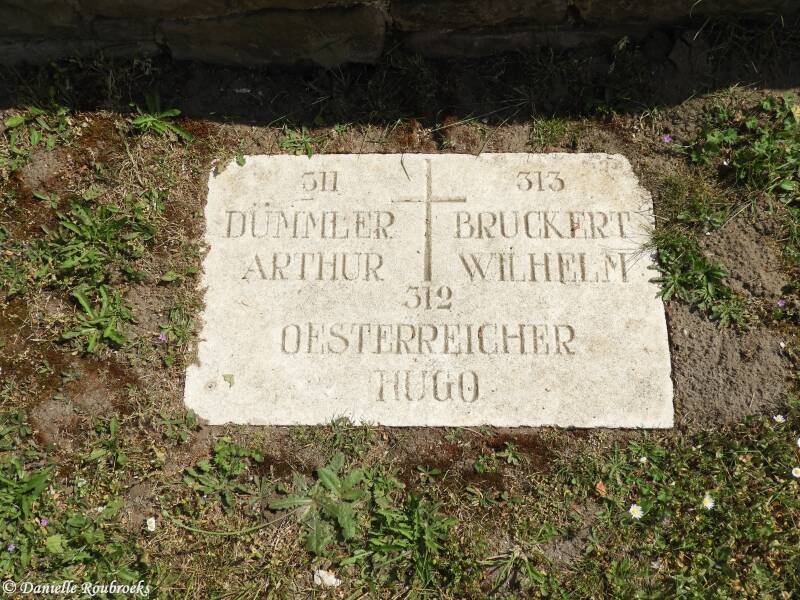 311
DÜMMLER
ARTHUR
313
BRUCKERT
WILHELM
312
OESTERREICHER
HUGO
© Danielle Roubroeks